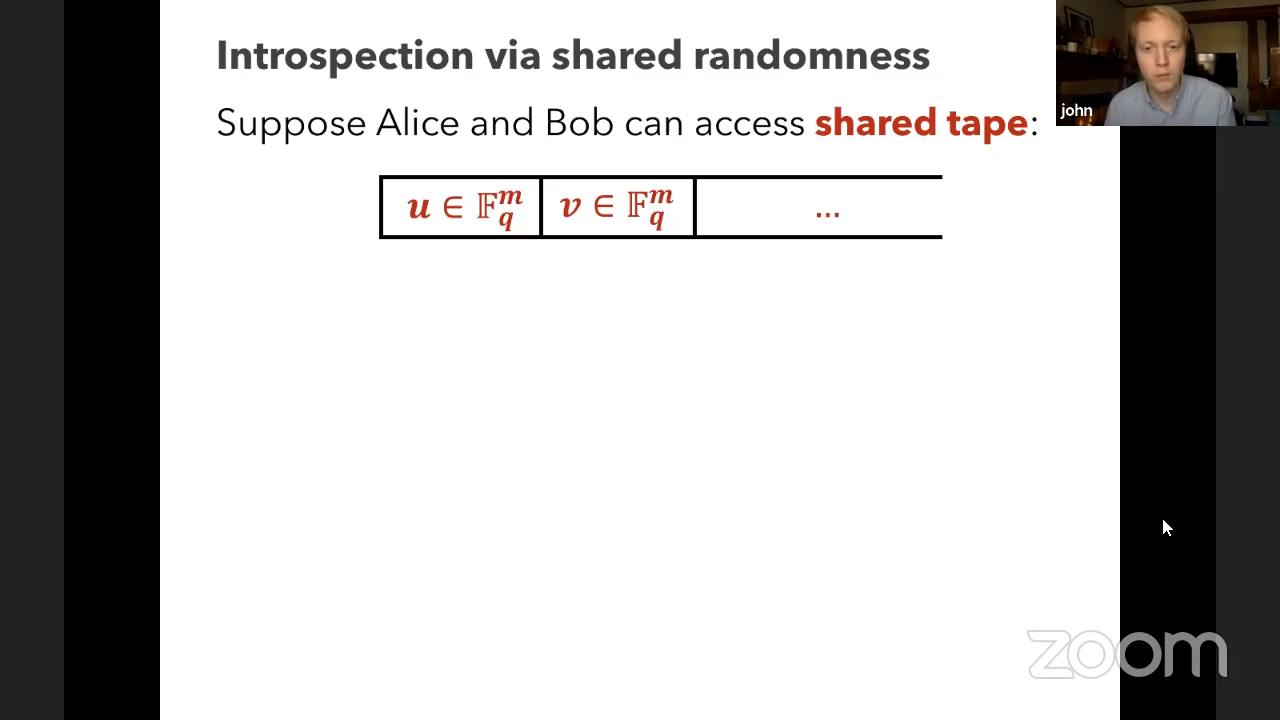 Introspection via shared randomness
john
Suppose Alice and Bob can access shared tape:
u ∈ 𝔽_q^m v ∈ 𝔽_q^m ...
zoom